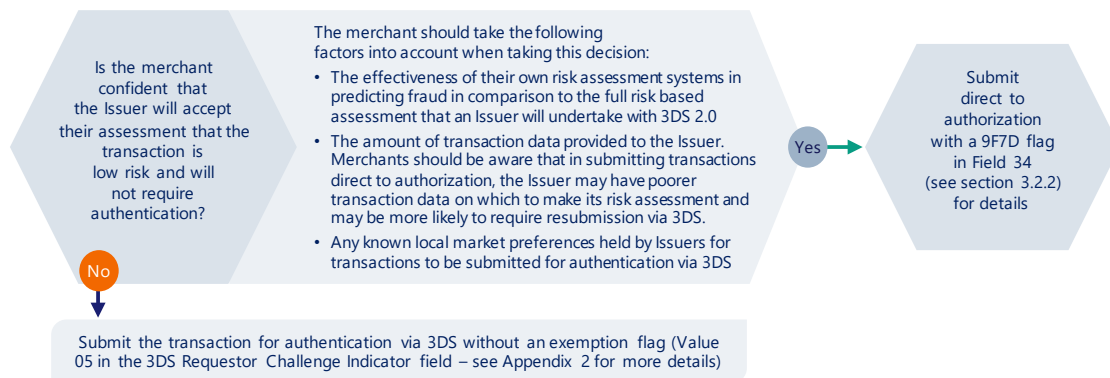 Is the merchant
confident that
the Issuer will accept
their assessment that the
transaction is
low risk and will
not require
authentication?
The merchant should take the following
factors into account when taking this decision:
• The effectiveness of their own risk assessment systems in
predicting fraud in comparison to the full risk based
assessment that an Issuer will undertake with 3DS 2.0
• The amount of transaction data provided to the Issuer.
Merchants should be aware that in submitting transactions
direct to authorization, the Issuer may have poorer
transaction data on which to make its risk assessment and
may be more likely to require resubmission via 3DS.
• Any known local market preferences held by Issuers for
transactions to be submitted for authentication via 3DS
Yes
Submit
direct to
authorization
with a 9F7D flag
in Field 34
(see section 3.2.2)
for details
No
Submit the transaction for authentication via 3DS without an exemption flag (Value
05 in the 3DS Requestor Challenge Indicator field – see Appendix 2 for more details)